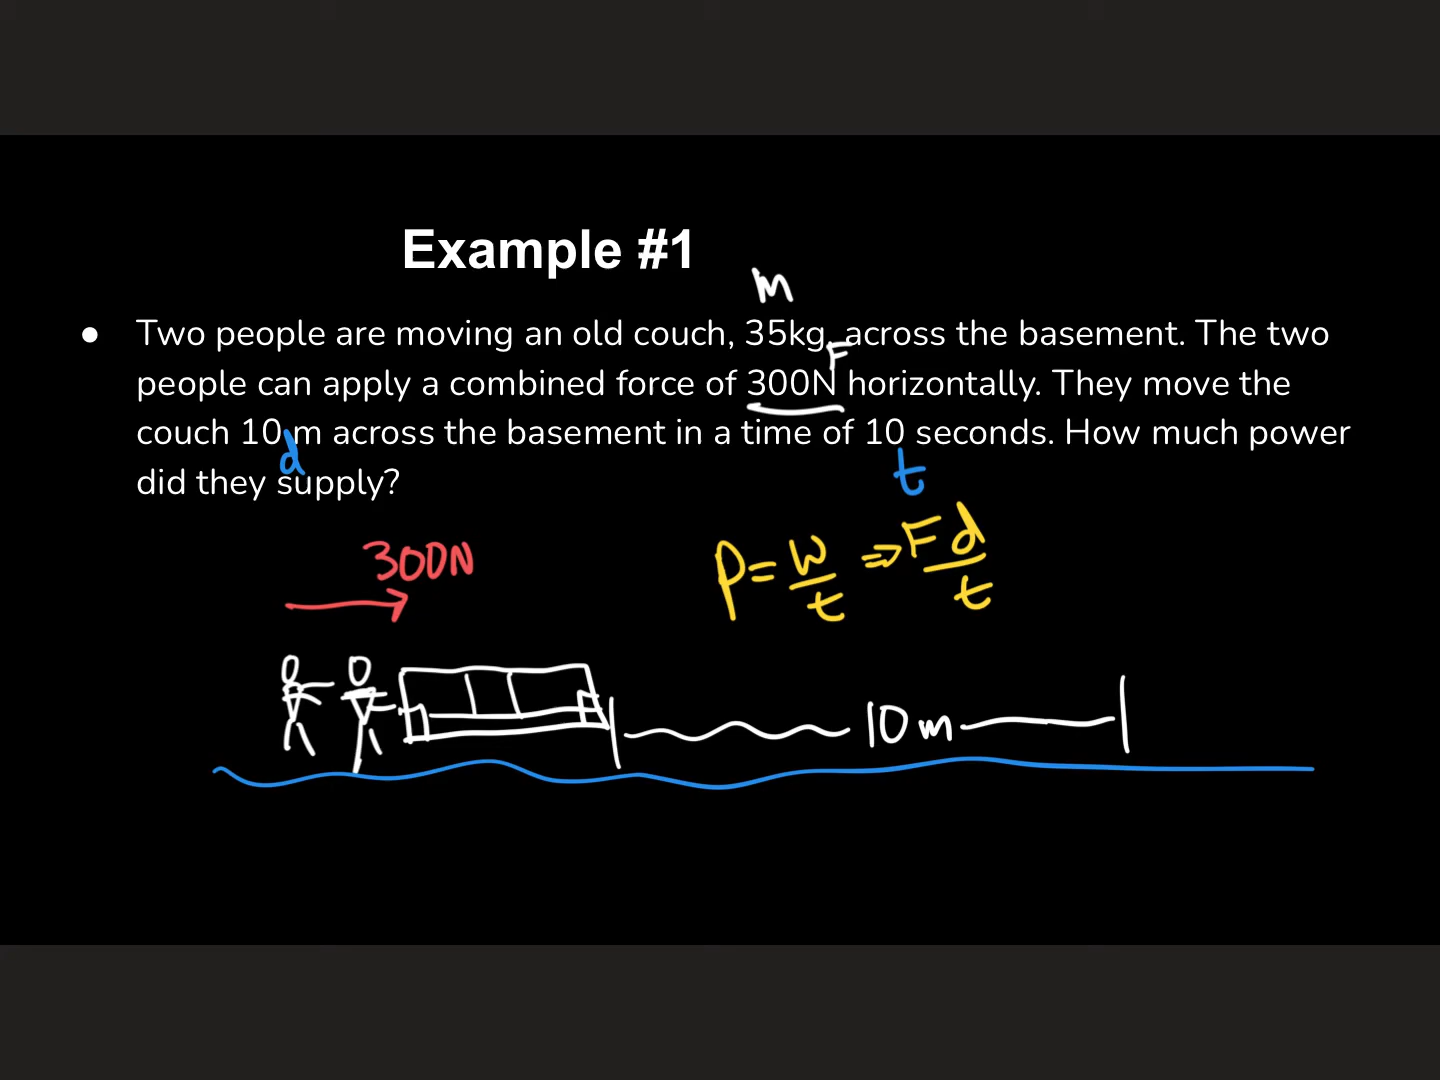 Example #1
m
● Two people are moving an old couch, 35kg, across the basement. The two
F
people can apply a combined force of 300N horizontally. They move the
couch 10 m across the basement in a time of 10 seconds. How much power
d
t
did they supply?
300N
P = W/t ⇒ Fd/t
10m